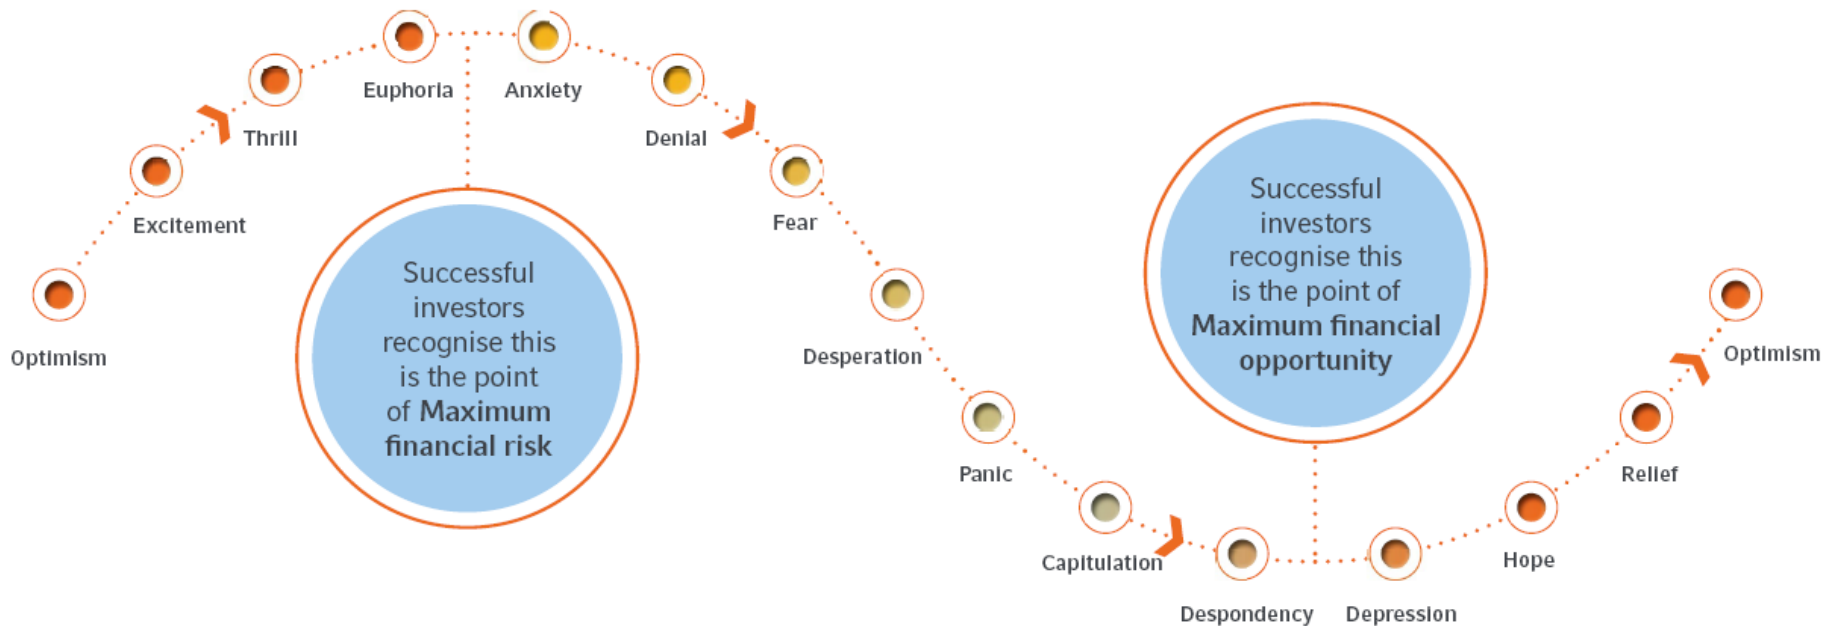 Optimism
Excitement
Thrill
Euphoria
Anxiety
Denial
Fear
Desperation
Panic
Capitulation
Despondency
Depression
Hope
Relief
Optimism
Successful
investors
recognise this
is the point
of Maximum
financial risk
Successful
investors
recognise this
is the point of
Maximum financial
opportunity